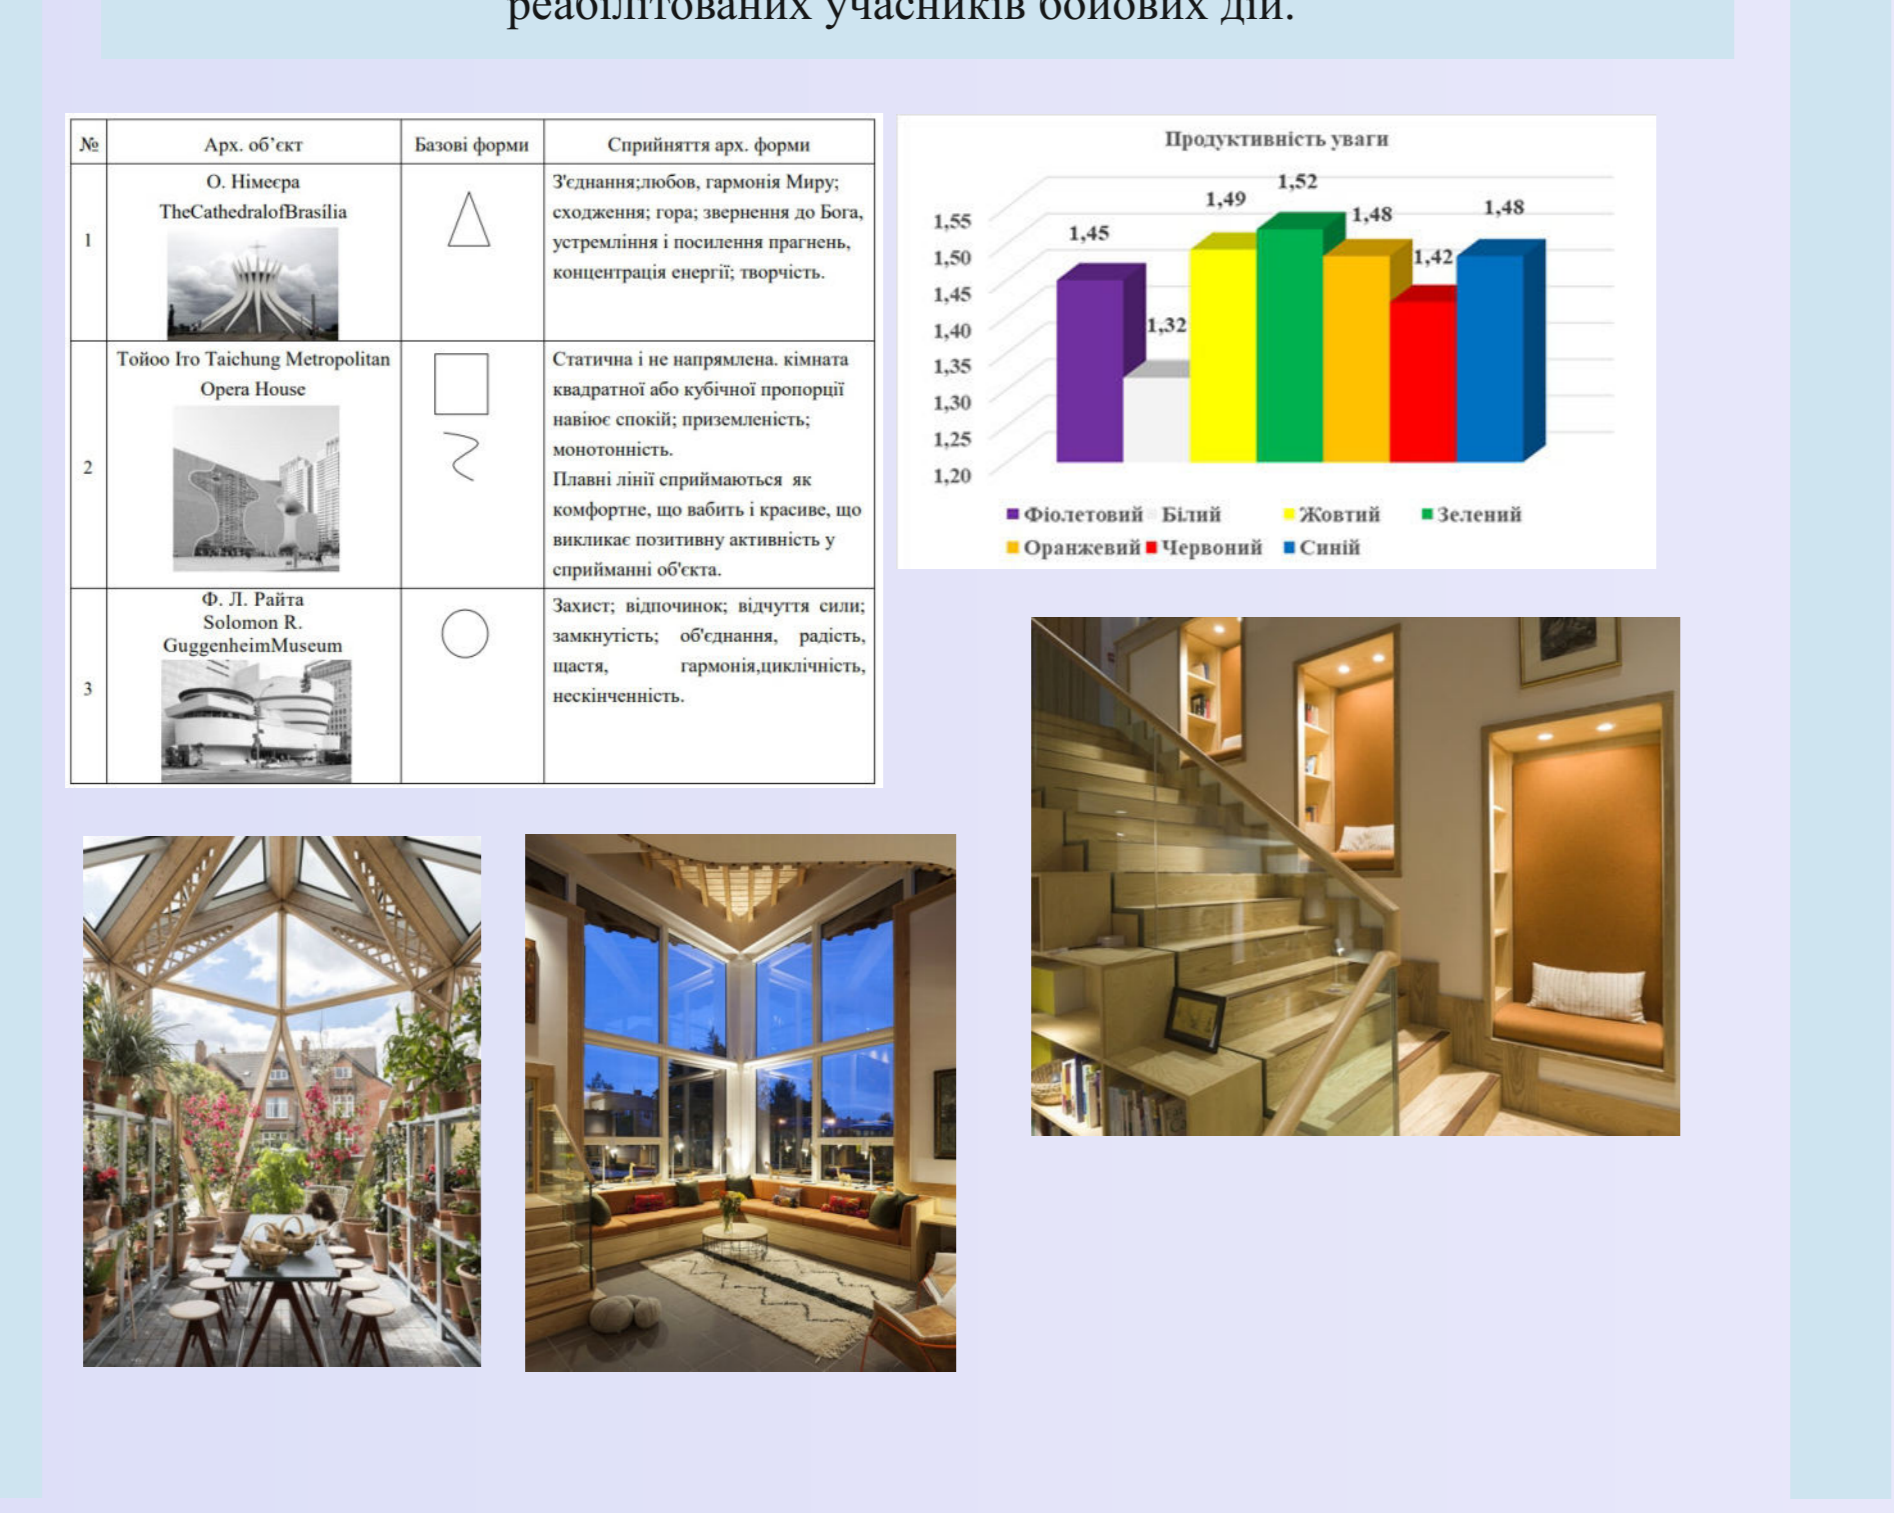 реабілітованих учасників бойових дій.
№
Арх. об’єкт
Базові форми
Сприйняття арх. форми
1
О. Німеєра
TheCathedralofBrasília
З'єднання;любов, гармонія Миру;
сходження; гора; звернення до Бога,
устремління і посилення прагнень,
концентрація енергії; творчість.
2
Тойоо Іто Taichung Metropolitan
Opera House
Статична і не напрямлена. кімната
квадратної або кубічної пропорції
навіює спокій; приземленість;
монотонність.
Плавні лінії сприймаються як
комфортне, що вабить і красиве, що
викликає позитивну активність у
сприйманні об'єкта.
3
Ф. Л. Райта
Solomon R.
GuggenheimMuseum
Захист; відпочинок; відчуття сили;
замкнутість; об'єднання, радість,
щастя, гармонія,циклічність,
нескінченність.
Продуктивність уваги
1,55
1,50
1,45
1,40
1,35
1,30
1,25
1,20
1,45
1,32
1,49
1,52
1,48
1,42
1,48
Фіолетовий Білий Жовтий Зелений
Оранжевий Червоний Синій